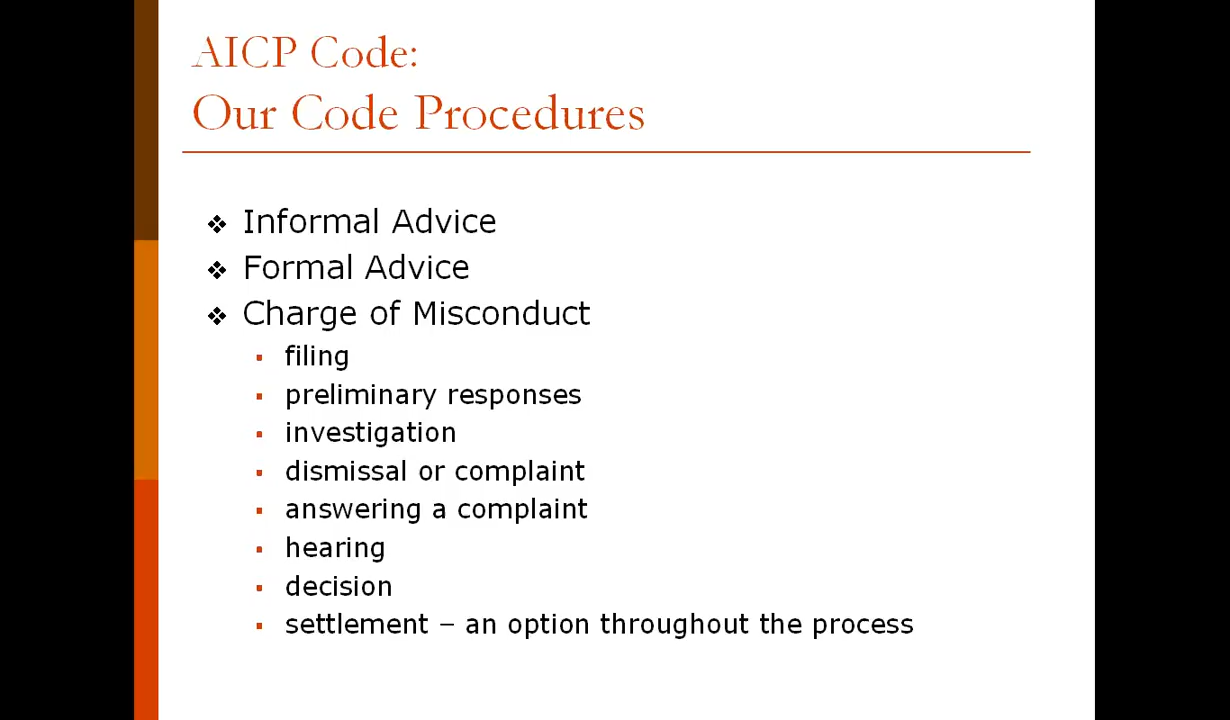 AICP Code:
Our Code Procedures
❖ Informal Advice
❖ Formal Advice
❖ Charge of Misconduct
▪ filing
▪ preliminary responses
▪ investigation
▪ dismissal or complaint
▪ answering a complaint
▪ hearing
▪ decision
▪ settlement – an option throughout the process